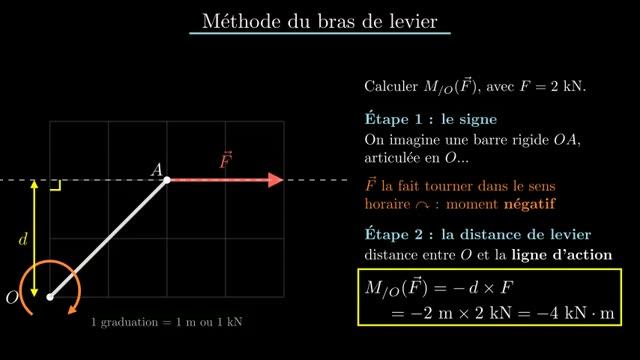 Méthode du bras de levier
Calculer M/O(F⃗), avec F = 2 kN.
Étape 1 : le signe
On imagine une barre rigide OA,
articulée en O...
F⃗ la fait tourner dans le sens
horaire ↷ : moment négatif
Étape 2 : la distance de levier
distance entre O et la ligne d'action
M/O(F⃗) = − d × F
= −2 m × 2 kN = −4 kN · m
A
F⃗
d
O
1 graduation = 1 m ou 1 kN